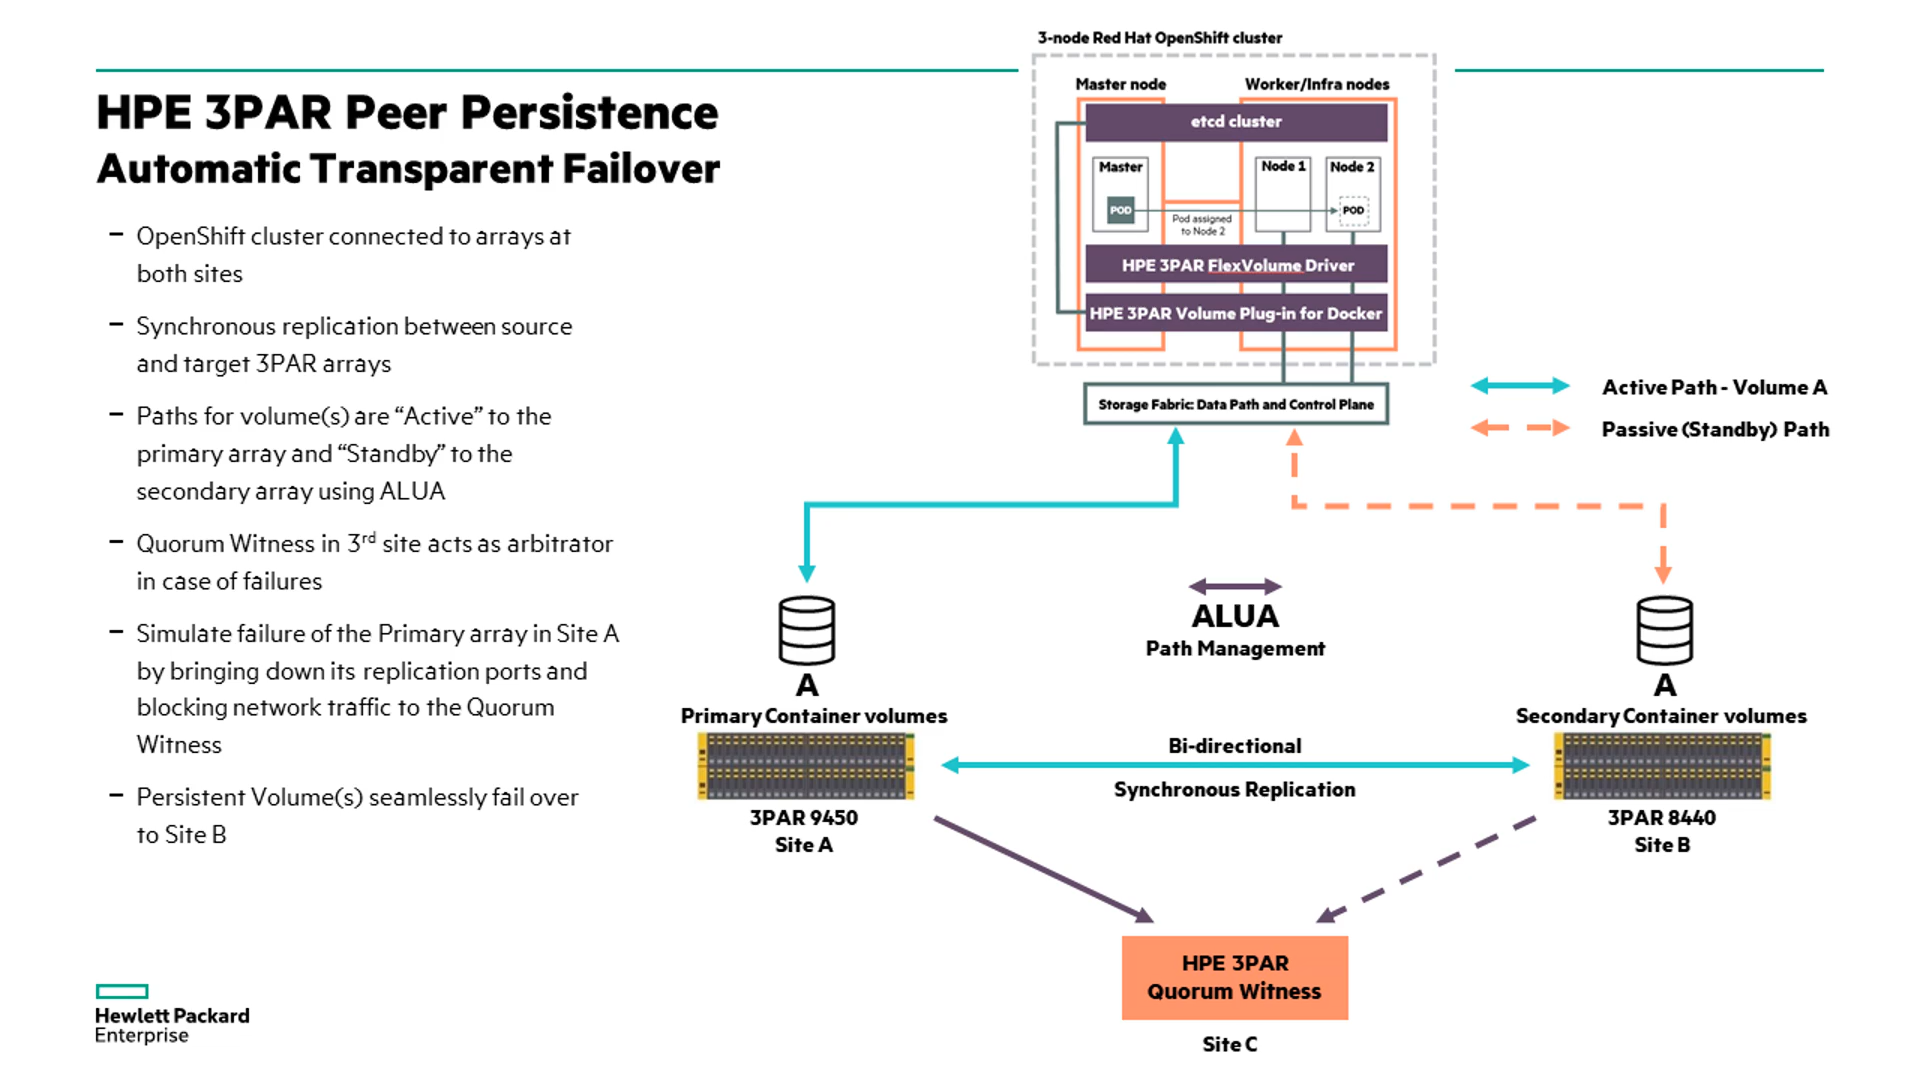 3-node Red Hat OpenShift cluster
HPE 3PAR Peer Persistence
Automatic Transparent Failover
– OpenShift cluster connected to arrays at
both sites
– Synchronous replication between source
and target 3PAR arrays
– Paths for volume(s) are “Active” to the
primary array and “Standby” to the
secondary array using ALUA
– Quorum Witness in 3rd site acts as arbitrator
in case of failures
– Simulate failure of the Primary array in Site A
by bringing down its replication ports and
blocking network traffic to the Quorum
Witness
– Persistent Volume(s) seamlessly fail over
to Site B
Master node
Worker/Infra nodes
etcd cluster
Master
Node 1
Node 2
POD
Pod assigned
to Node 2
POD
HPE 3PAR FlexVolume Driver
HPE 3PAR Volume Plug-in for Docker
Storage Fabric: Data Path and Control Plane
Active Path - Volume A
Passive (Standby) Path
ALUA
Path Management
A
Primary Container volumes
3PAR 9450
Site A
Bi-directional
Synchronous Replication
A
Secondary Container volumes
3PAR 8440
Site B
HPE 3PAR
Quorum Witness
Site C
Hewlett Packard
Enterprise